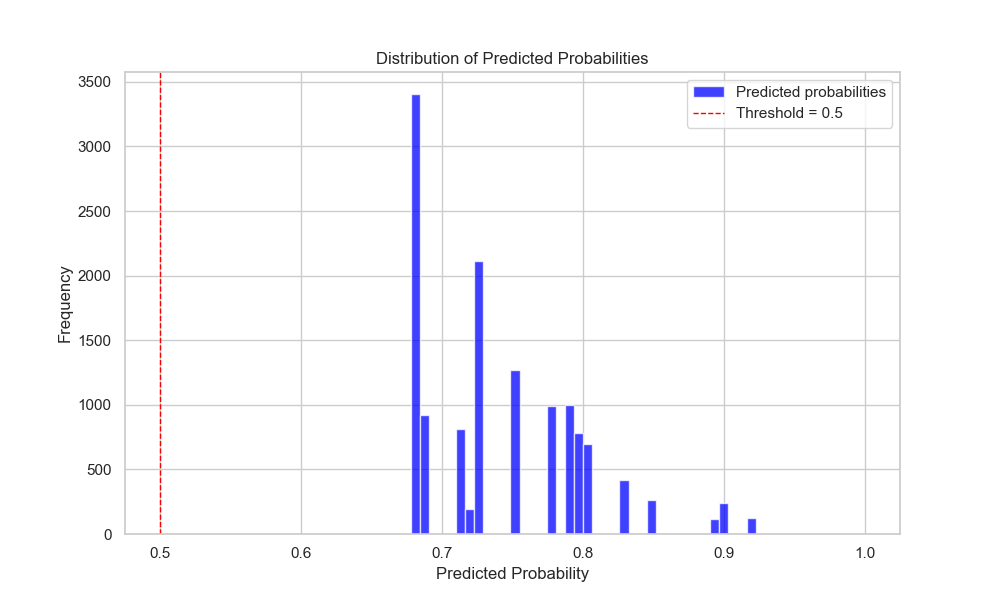 Distribution of Predicted Probabilities
Predicted probabilities
Threshold = 0.5
Frequency
3500
3000
2500
2000
1500
1000
500
0
0.5 0.6 0.7 0.8 0.9 1.0
Predicted Probability